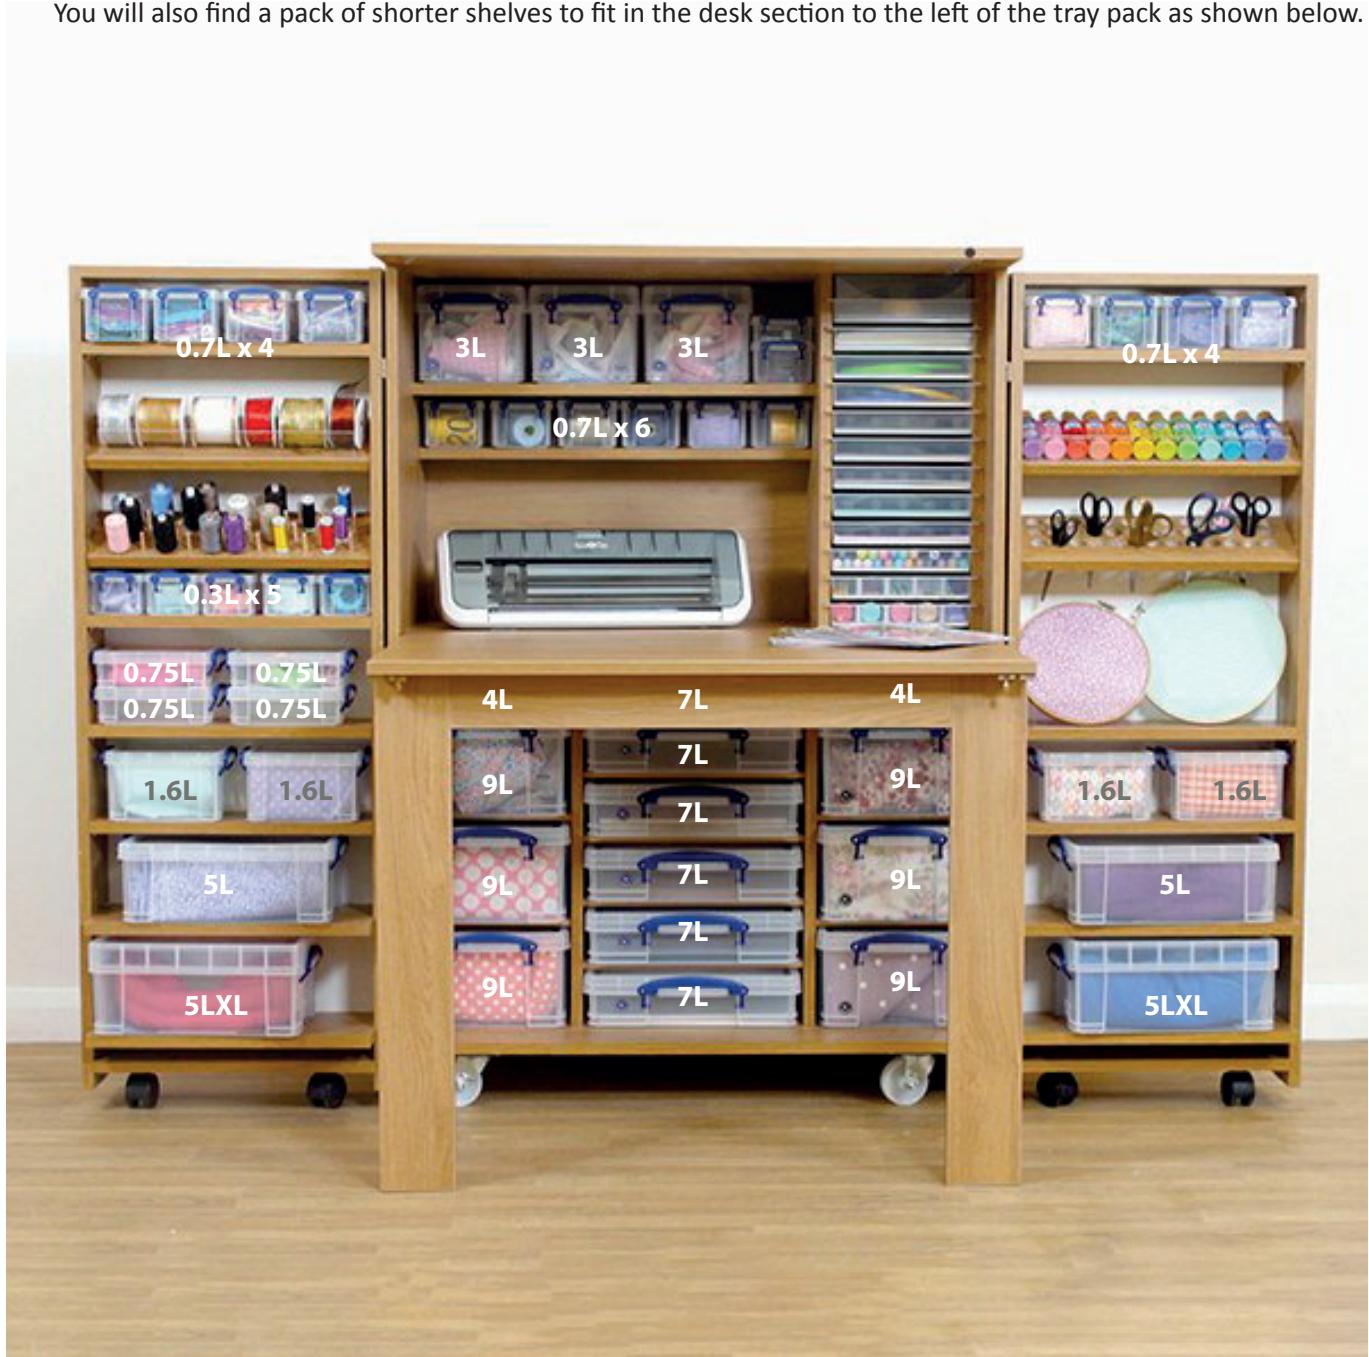 You will also find a pack of shorter shelves to fit in the desk section to the left of the tray pack as shown below.
0.7L x 4
3L 3L 3L
0.7L x 4
0.7L x 6
0.3L x 5
0.75L 0.75L
0.75L 0.75L
4L 7L 4L
7L
9L 9L
1.6L 1.6L
1.6L 1.6L
7L
5L
9L
7L
9L
5L
7L
9L
7L
9L
5LXL
5LXL